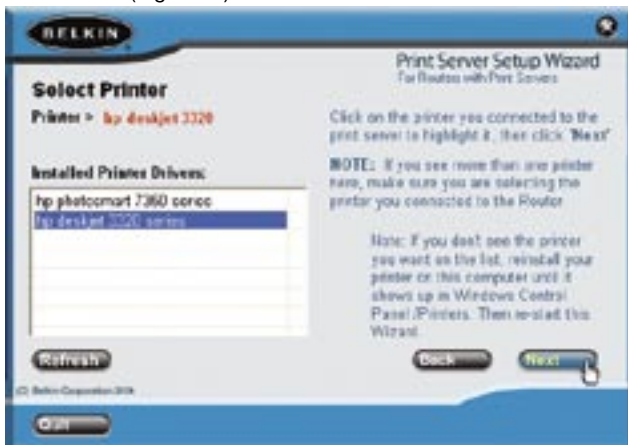 BELKIN
Print Server Setup Wizard
For Routers with Print Servers
Select Printer
Printer > hp deskjet 3320
Click on the printer you connected to the
print server to highlight it, then click "Next"
Installed Printer Drivers:
NOTE: If you see more than one printer
here, make sure you are selecting the
printer you connected to the Router
hp photosmart 7360 series
hp deskjet 3320 series
Note: If you don't see the printer
you want on the list, reinstall your
printer on this computer until it
shows up in Windows Control
Panel/Printers. Then re-start this
Wizard.
Refresh
Back
Next
(C) Belkin Corporation
Quit